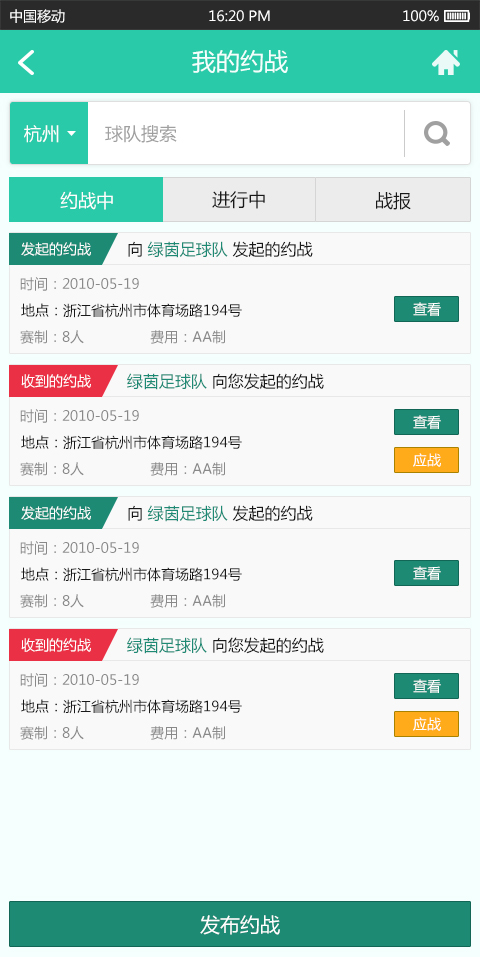 中国移动 16:20 PM 100%
我的约战
杭州 球队搜索
约战中 进行中 战报
发起的约战 向 绿茵足球队 发起的约战
时间：2010-05-19
地点：浙江省杭州市体育场路194号 查看
赛制：8人 费用：AA制
收到的约战 绿茵足球队 向您发起的约战
时间：2010-05-19 查看
地点：浙江省杭州市体育场路194号
赛制：8人 费用：AA制 应战
发起的约战 向 绿茵足球队 发起的约战
时间：2010-05-19
地点：浙江省杭州市体育场路194号 查看
赛制：8人 费用：AA制
收到的约战 绿茵足球队 向您发起的约战
时间：2010-05-19 查看
地点：浙江省杭州市体育场路194号
赛制：8人 费用：AA制 应战
发布约战